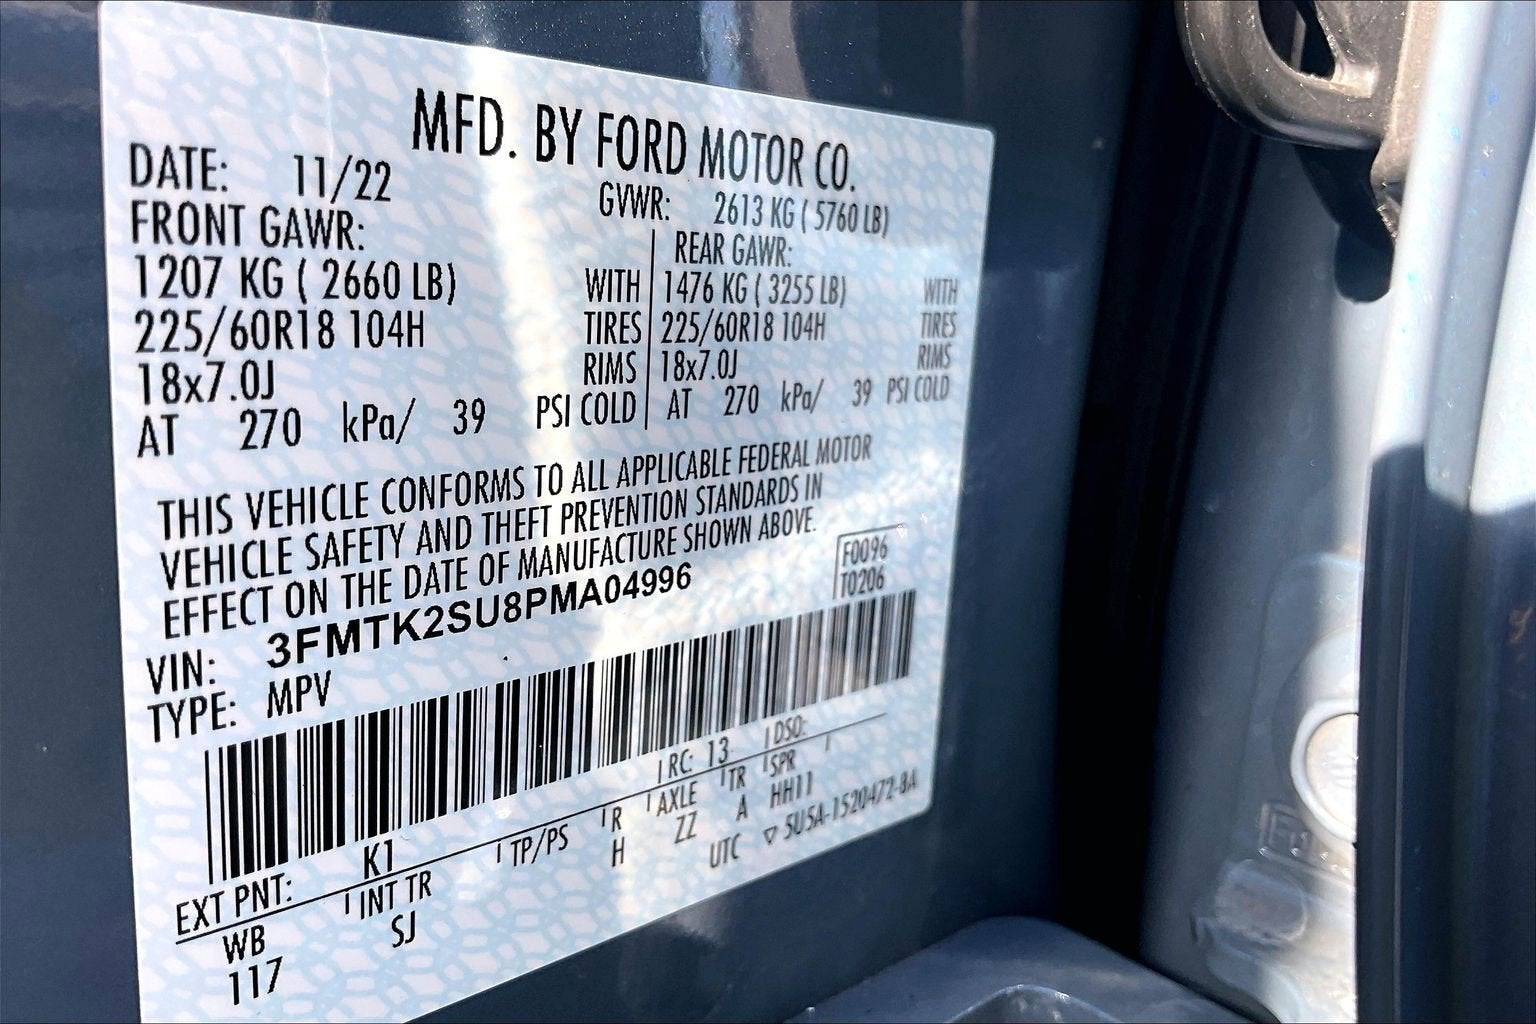 MFD. BY FORD MOTOR CO.
DATE: 11/22 GVWR: 2613 KG ( 5760 LB)
FRONT GAWR: REAR GAWR:
1207 KG ( 2660 LB) WITH 1476 KG ( 3255 LB) WITH
225/60R18 104H TIRES 225/60R18 104H TIRES
18x7.0J RIMS 18x7.0J RIMS
AT 270 kPa/ 39 PSI COLD AT 270 kPa/ 39 PSI COLD
THIS VEHICLE CONFORMS TO ALL APPLICABLE FEDERAL MOTOR
VEHICLE SAFETY AND THEFT PREVENTION STANDARDS IN
EFFECT ON THE DATE OF MANUFACTURE SHOWN ABOVE.
F0096
T0206
VIN: 3FMTK2SU8PMA04996
TYPE: MPV
EXT PNT: K1 RC: 13 DSO:
WB INT TR TP/PS R AXLE TR SPR
117 SJ H ZZ A HH11
UTC ▽ 5U5A-1520472-BA